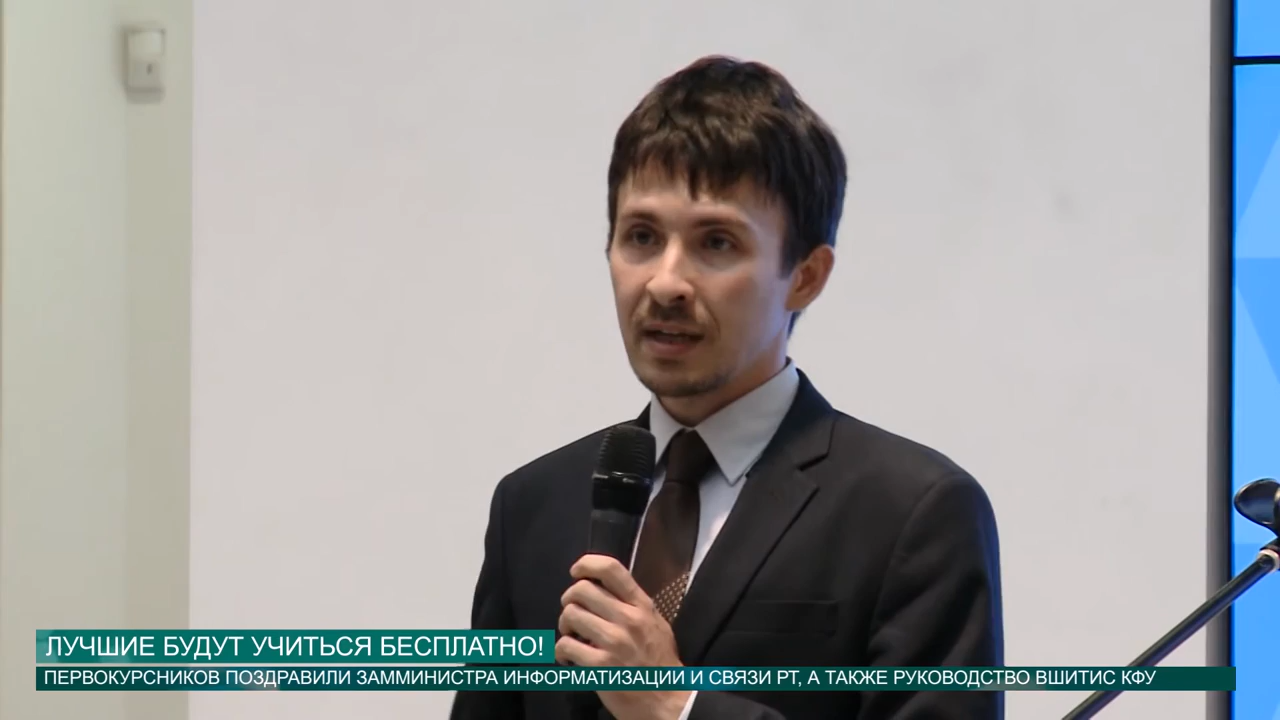 ЛУЧШИЕ БУДУТ УЧИТЬСЯ БЕСПЛАТНО!
ПЕРВОКУРСНИКОВ ПОЗДРАВИЛИ ЗАММИНИСТРА ИНФОРМАТИЗАЦИИ И СВЯЗИ РТ, А ТАКЖЕ РУКОВОДСТВО ВШИТИС КФУ